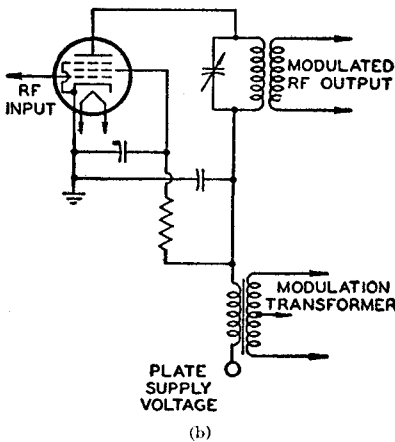 RF
INPUT
MODULATED
RF OUTPUT
MODULATION
TRANSFORMER
PLATE
SUPPLY
VOLTAGE
(b)